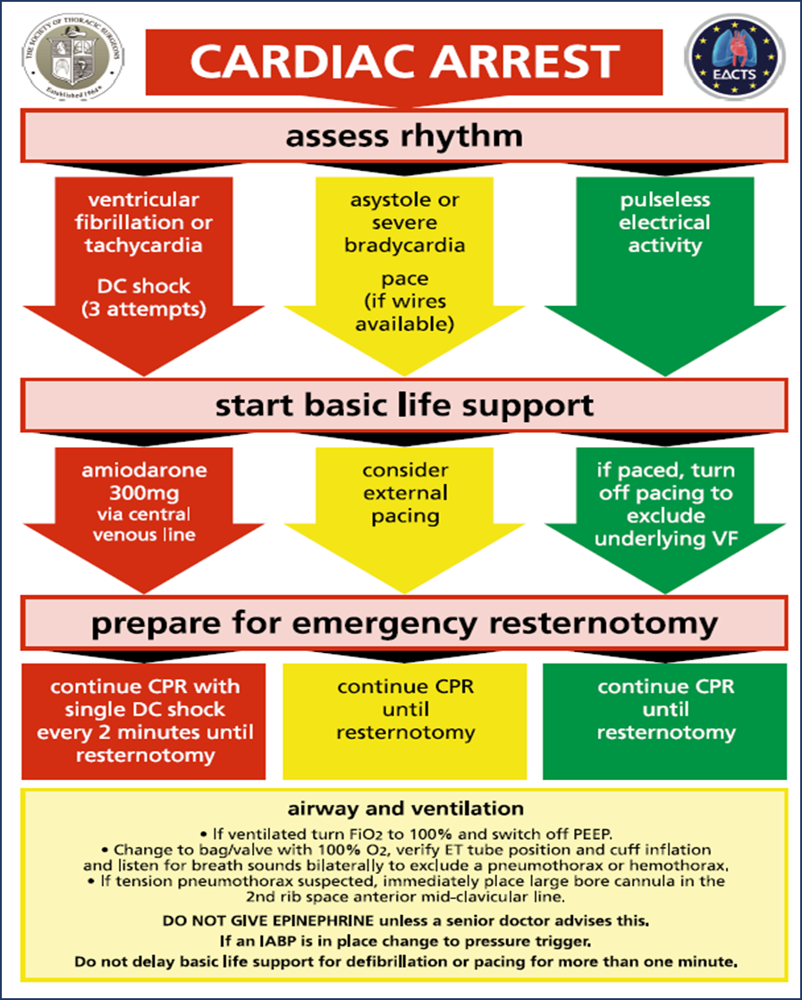 THE SOCIETY OF THORACIC SURGEONS
Established 1964
CARDIAC ARREST
EACTS
assess rhythm
ventricular
fibrillation or
tachycardia
DC shock
(3 attempts)
asystole or
severe
bradycardia
pace
(if wires
available)
pulseless
electrical
activity
start basic life support
amiodarone
300mg
via central
venous line
consider
external
pacing
if paced, turn
off pacing to
exclude
underlying VF
prepare for emergency resternotomy
continue CPR with
single DC shock
every 2 minutes until
resternotomy
continue CPR
until
resternotomy
continue CPR
until
resternotomy
airway and ventilation
• If ventilated turn FiO2 to 100% and switch off PEEP.
• Change to bag/valve with 100% O2, verify ET tube position and cuff inflation
and listen for breath sounds bilaterally to exclude a pneumothorax or hemothorax.
• If tension pneumothorax suspected, immediately place large bore cannula in the
2nd rib space anterior mid-clavicular line.
DO NOT GIVE EPINEPHRINE unless a senior doctor advises this.
If an IABP is in place change to pressure trigger.
Do not delay basic life support for defibrillation or pacing for more than one minute.